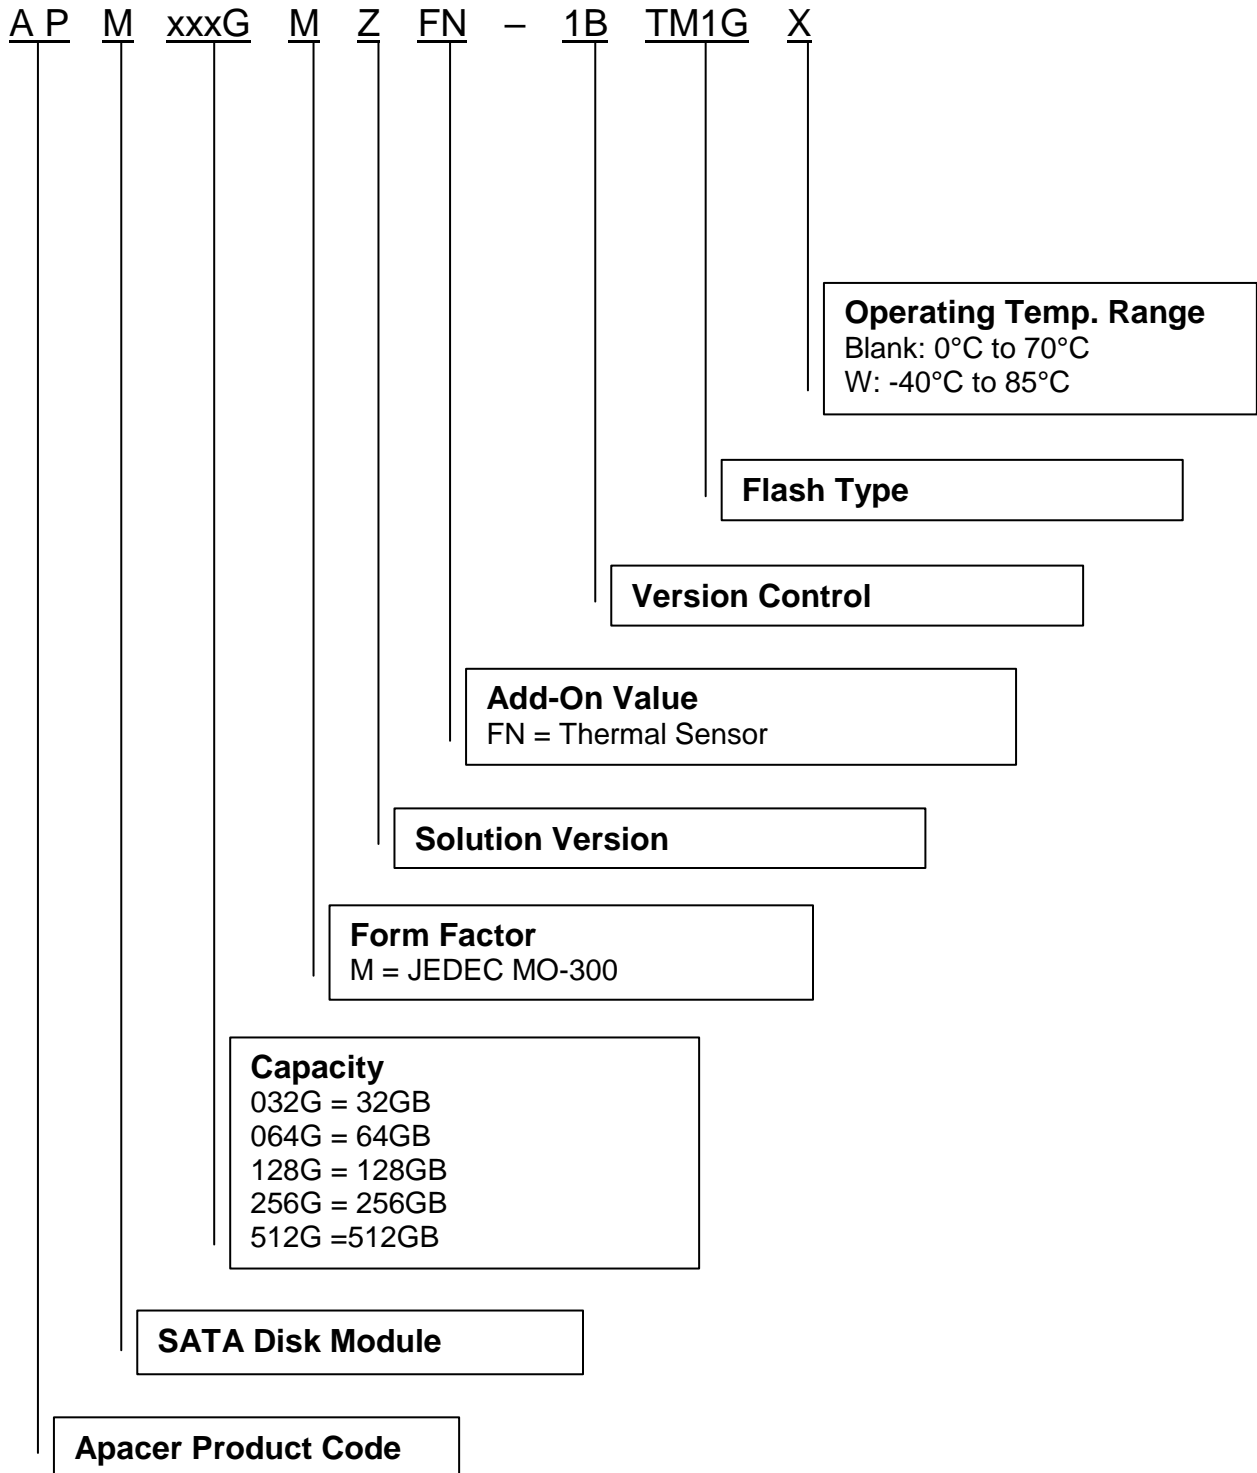 A P M xxxG M Z FN – 1B TM1G X
Operating Temp. Range
Blank: 0°C to 70°C
W: -40°C to 85°C
Flash Type
Version Control
Add-On Value
FN = Thermal Sensor
Solution Version
Form Factor
M = JEDEC MO-300
Capacity
032G = 32GB
064G = 64GB
128G = 128GB
256G = 256GB
512G =512GB
SATA Disk Module
Apacer Product Code